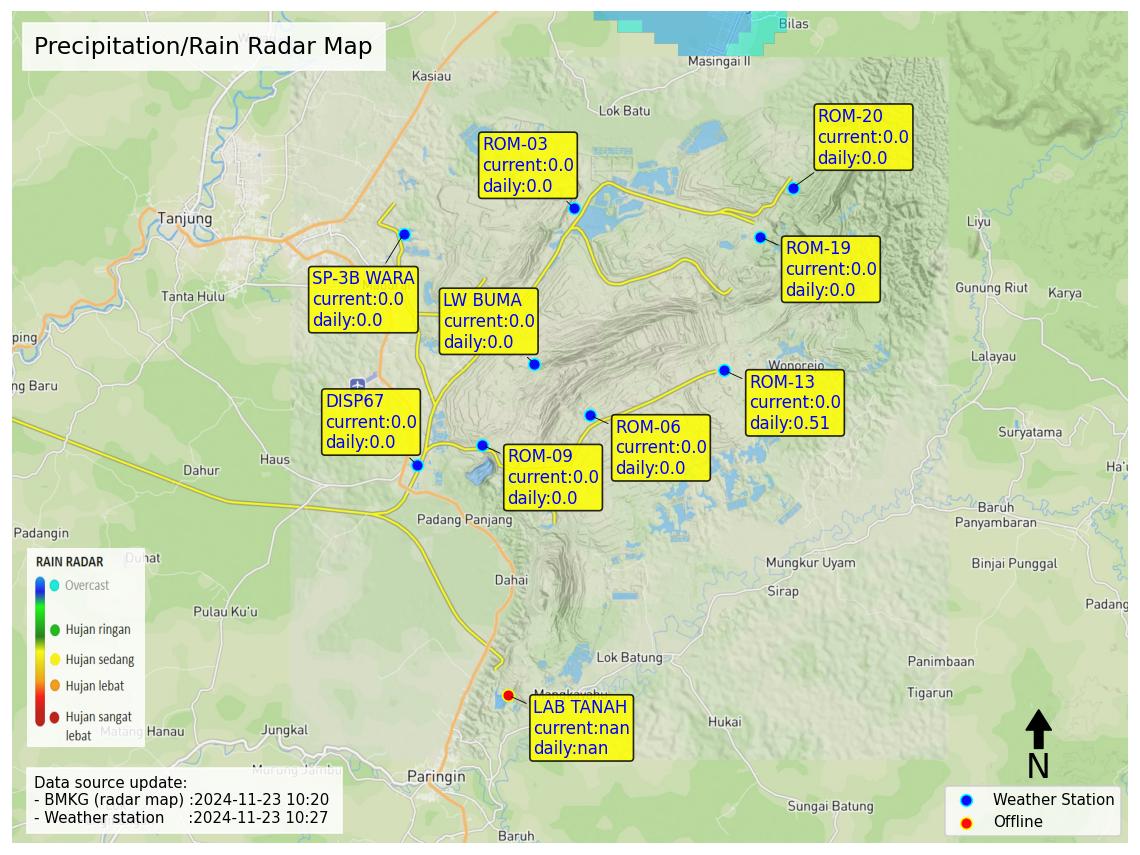 Precipitation/Rain Radar Map
Bilas
Masingai II
Kasiau
Lok Batu
ROM-20
current:0.0
daily:0.0
ROM-03
current:0.0
daily:0.0
Tanjung
Liyu
ROM-19
current:0.0
daily:0.0
SP-3B WARA
current:0.0
daily:0.0
Tanta Hulu
LW BUMA
current:0.0
daily:0.0
Gunung Riut
Karya
ping
Lalayau
ng Baru
Wonorejo
ROM-13
current:0.0
daily:0.51
DISP67
current:0.0
daily:0.0
ROM-06
current:0.0
daily:0.0
Suryatama
ROM-09
current:0.0
daily:0.0
Haus
Dahur
Ha'u
Baruh
Panyambaran
Padang Panjang
Padangin
Duhat
Mungkur Uyam
Binjai Punggal
Dahai
Sirap
Padang
RAIN RADAR
Overcast
Hujan ringan
Hujan sedang
Hujan lebat
Hujan sangat
lebat
Pulau Ku'u
Lok Batung
Panimbaan
Tigarun
Mangkayahu
LAB TANAH
current:nan
daily:nan
Hukai
Matang Hanau
Jungkal
Murung Jambu
Paringin
N
Data source update:
- BMKG (radar map) :2024-11-23 10:20
- Weather station :2024-11-23 10:27
Sungai Batung
Baruh
Weather Station
Offline